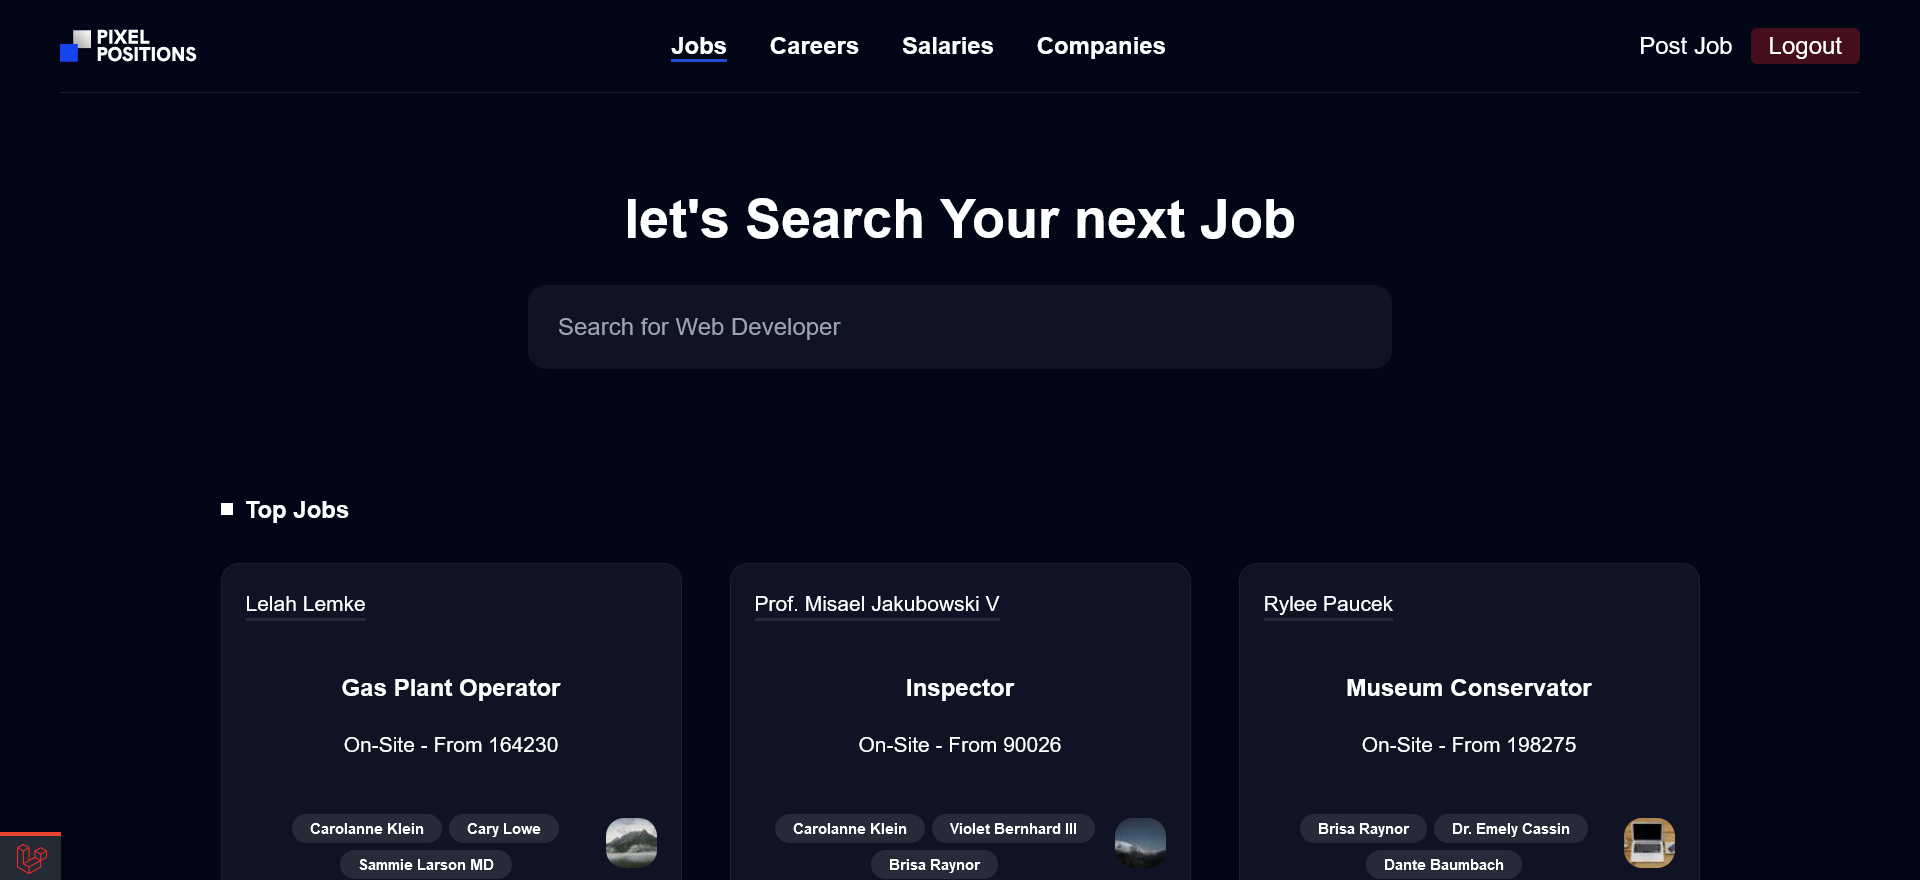 PIXEL
POSITIONS
Jobs Careers Salaries Companies
Post Job Logout
let's Search Your next Job
Search for Web Developer
Top Jobs
Lelah Lemke
Gas Plant Operator
On-Site - From 164230
Carolanne Klein Cary Lowe
Sammie Larson MD
Prof. Misael Jakubowski V
Inspector
On-Site - From 90026
Carolanne Klein Violet Bernhard III
Brisa Raynor
Rylee Paucek
Museum Conservator
On-Site - From 198275
Brisa Raynor Dr. Emely Cassin
Dante Baumbach